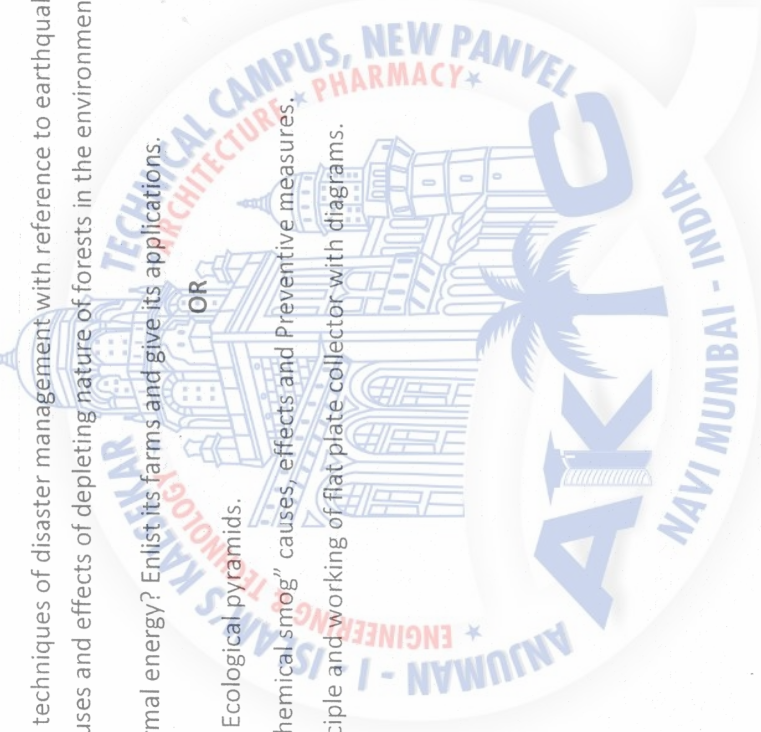 techniques of disaster management with reference to earthqual
uses and effects of depleting nature of forests in the environmen
rmal energy? Enlist its farms and give its applications.
OR
Ecological pyramids.
hemical smog” causes, effects and Preventive measures.
ciple and working of flat plate collector with diagrams.
ANJUMAN - I - ISLAM'S KALSEKAR TECHNICAL CAMPUS, NEW PANVEL
ENGINEERING & TECHNOLOGY ARCHITECTURE PHARMACY
AKTC
NAVI MUMBAI - INDIA